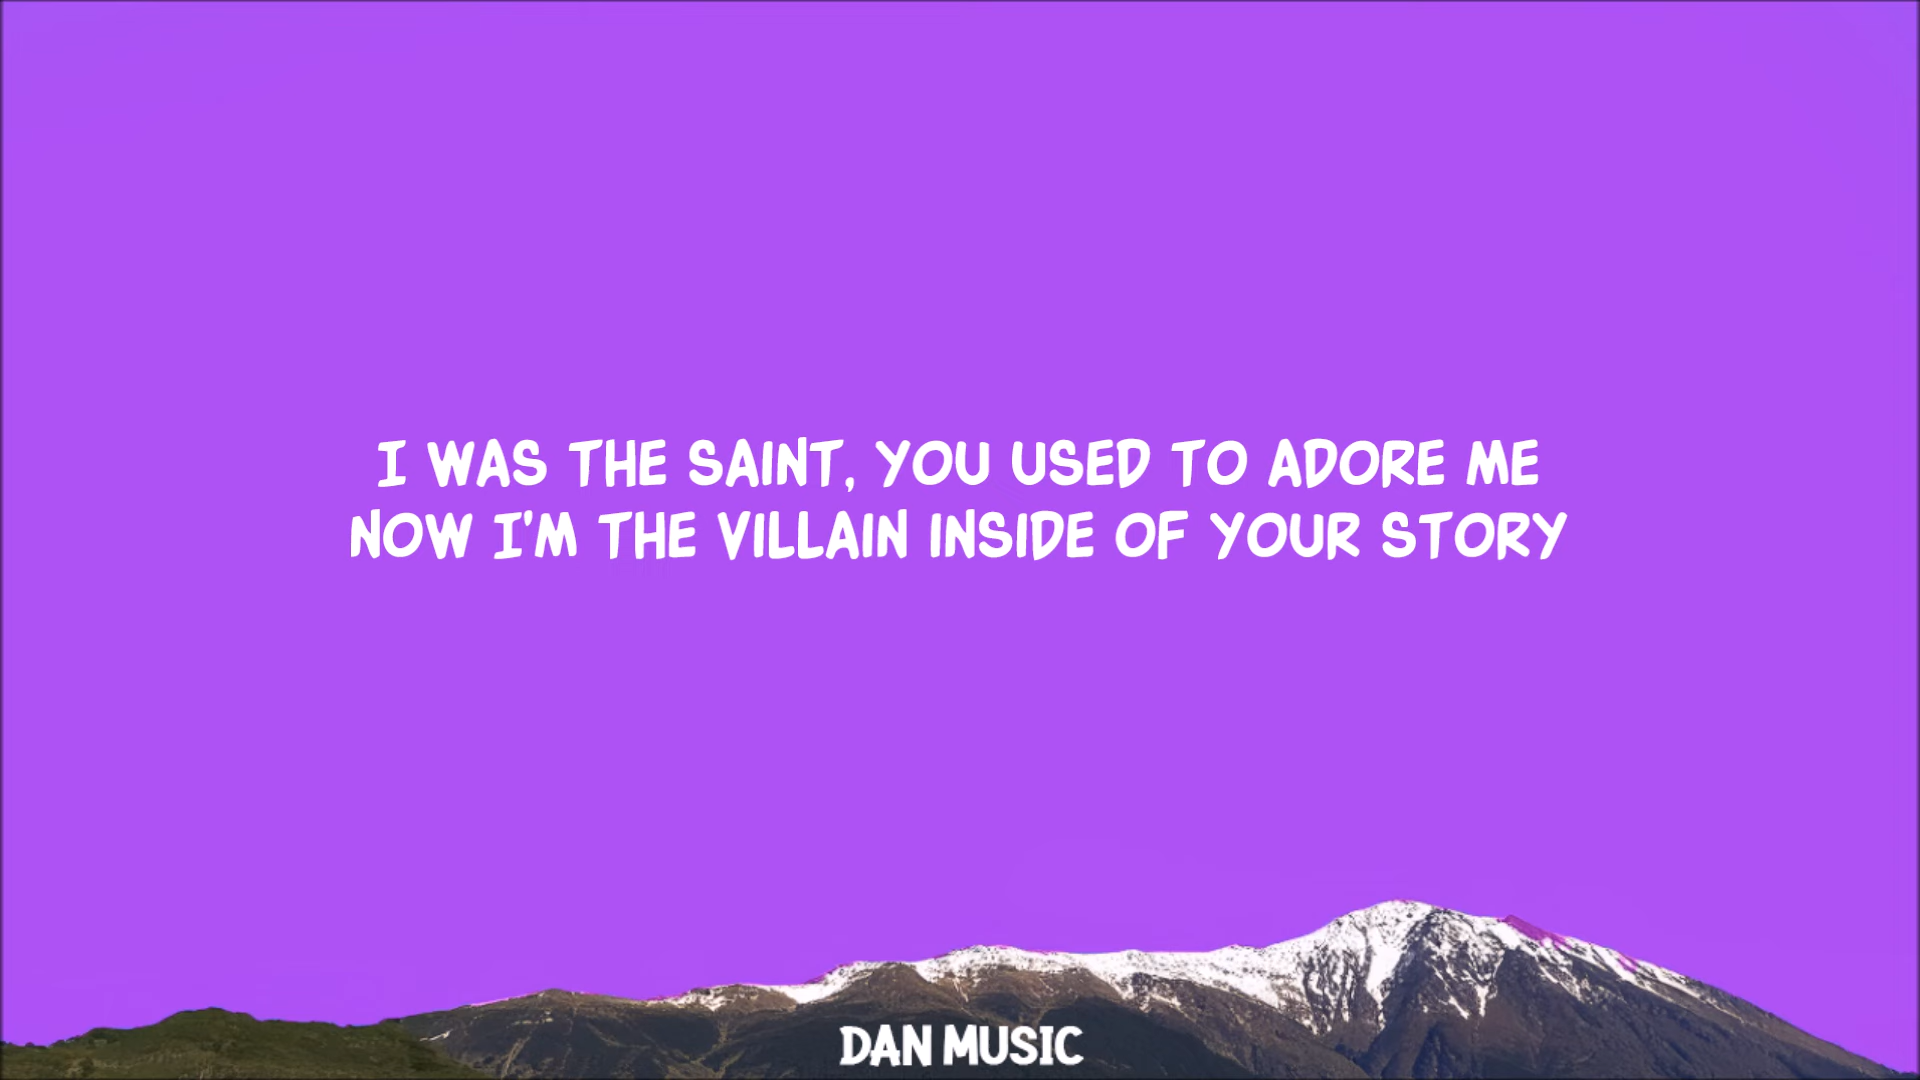 I WAS THE SAINT, YOU USED TO ADORE ME
NOW I'M THE VILLAIN INSIDE OF YOUR STORY
DAN MUSIC